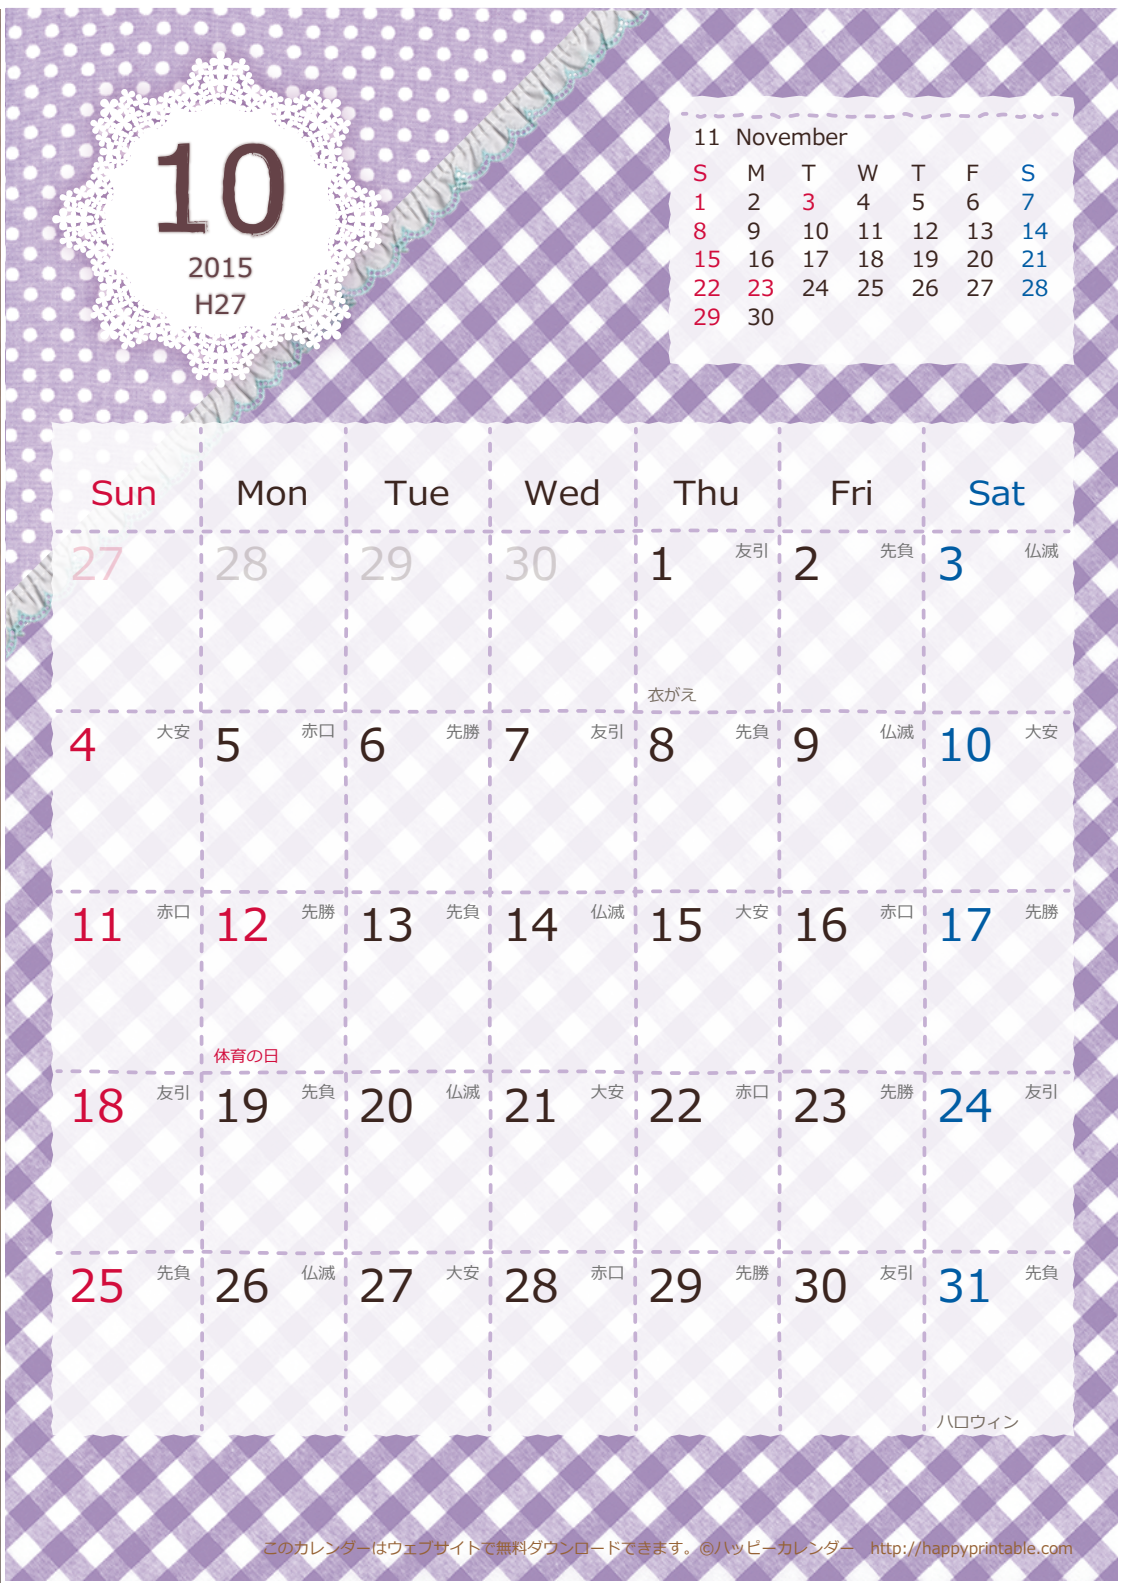 10
2015
H27
11 November
S M T W T F S
1 2 3 4 5 6 7
8 9 10 11 12 13 14
15 16 17 18 19 20 21
22 23 24 25 26 27 28
29 30
Sun Mon Tue Wed Thu Fri Sat
27 28 29 30 1 友引 2 先負 3 仏滅
衣がえ
4 大安 5 赤口 6 先勝 7 友引 8 先負 9 仏滅 10 大安
11 赤口 12 先勝 13 先負 14 仏滅 15 大安 16 赤口 17 先勝
体育の日
18 友引 19 先負 20 仏滅 21 大安 22 赤口 23 先勝 24 友引
25 先負 26 仏滅 27 大安 28 赤口 29 先勝 30 友引 31 先負
ハロウィン
このカレンダーはウェブサイトで無料ダウンロードできます。©ハッピーカレンダー http://happyprintable.com